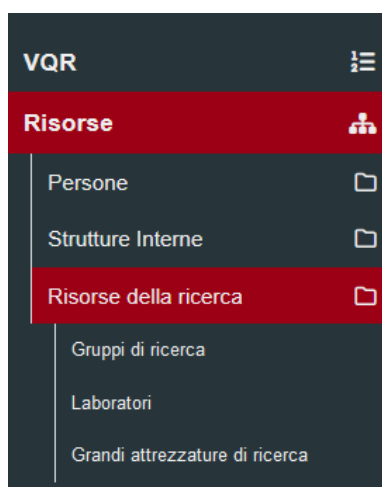 VQR
Risorse
Persone
Strutture Interne
Risorse della ricerca
Gruppi di ricerca
Laboratori
Grandi attrezzature di ricerca